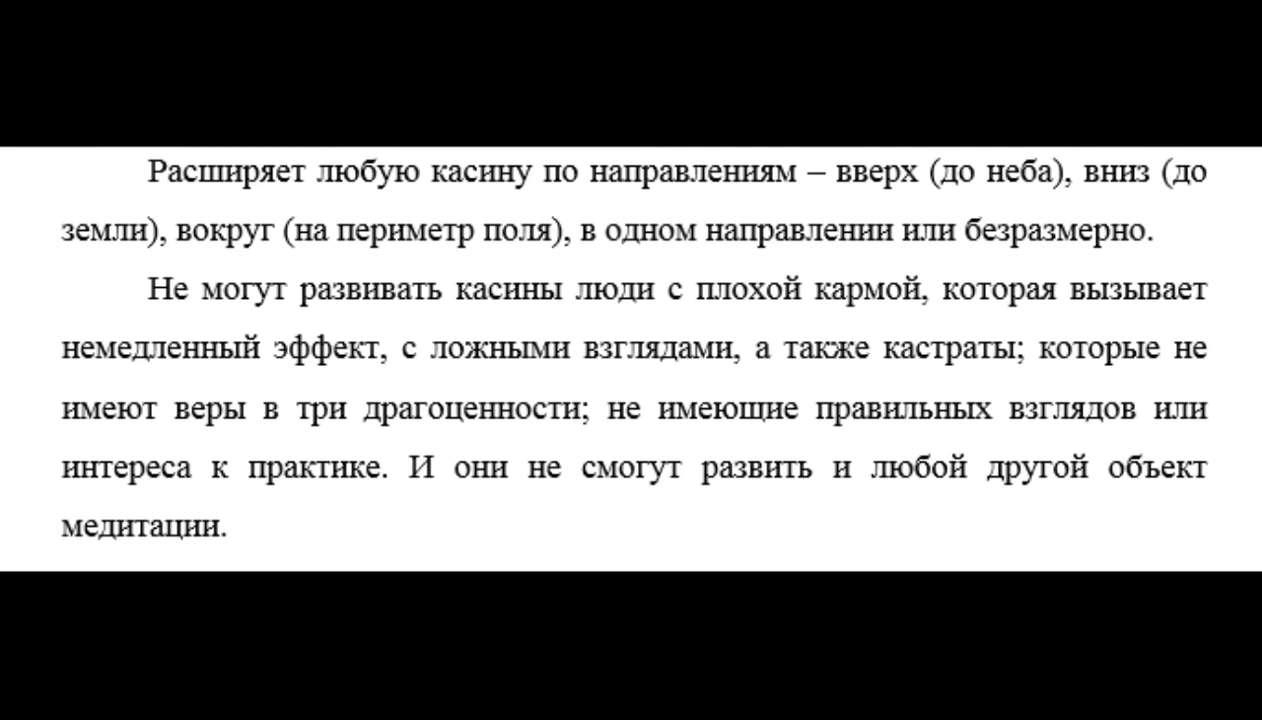 Расширяет любую касину по направлениям – вверх (до неба), вниз (до
земли), вокруг (на периметр поля), в одном направлении или безразмерно.
Не могут развивать касины люди с плохой кармой, которая вызывает
немедленный эффект, с ложными взглядами, а также кастраты; которые не
имеют веры в три драгоценности; не имеющие правильных взглядов или
интереса к практике. И они не смогут развить и любой другой объект
медитации.